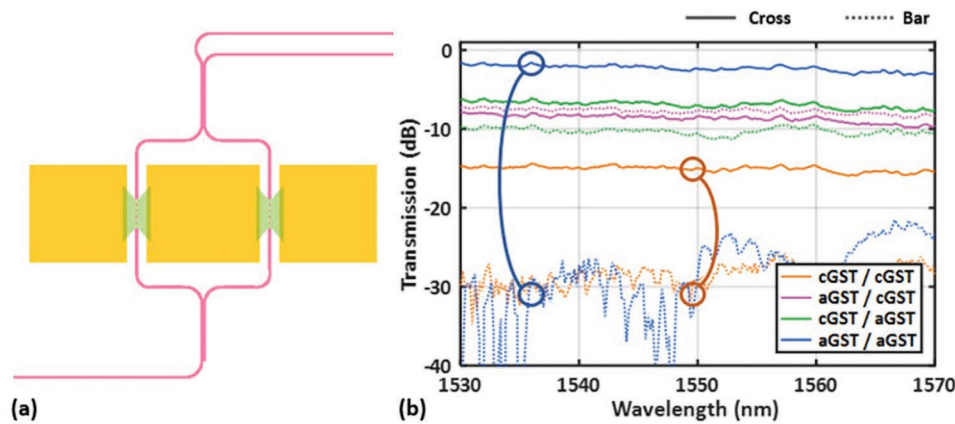 Cross
Bar
0
-10
-20
-30
-40
Transmission (dB)
cGST / cGST
aGST / cGST
cGST / aGST
aGST / aGST
1530
1540
1550
1560
1570
Wavelength (nm)
(a)
(b)